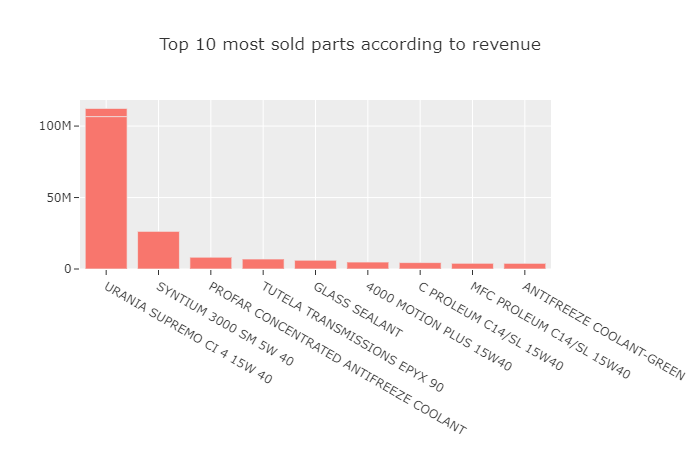 Top 10 most sold parts according to revenue
100M
50M
0
URANIA SUPREMO CI 4 15W 40
SYNTIUM 3000 SM 5W 40
PROFAR CONCENTRATED ANTIFREEZE COOLANT
TUTELA TRANSMISSIONS EPYX 90
GLASS SEALANT
4000 MOTION PLUS 15W40
C PROLEUM C14/SL 15W40
MFC PROLEUM C14/SL 15W40
ANTIFREEZE COOLANT-GREEN